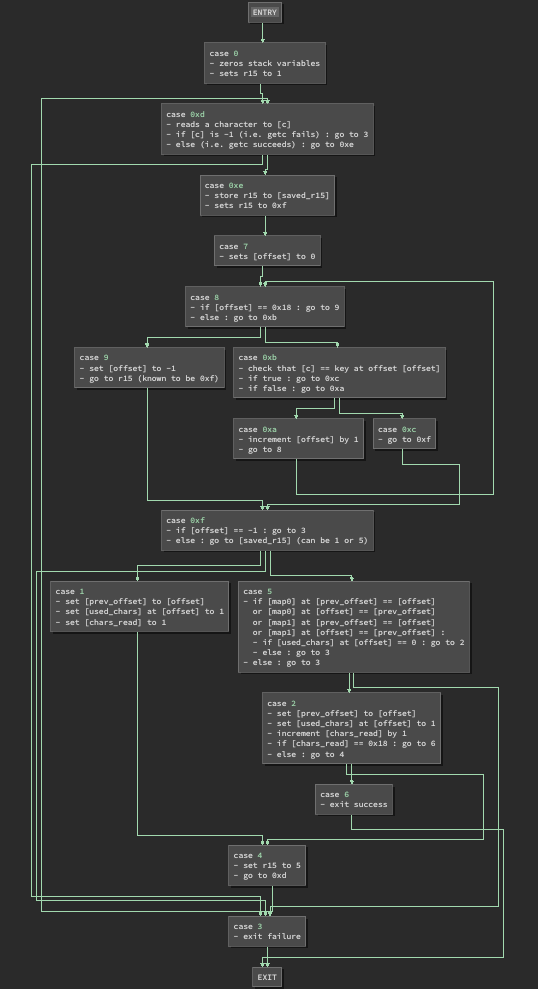 ENTRY
case 0
- zeros stack variables
- sets r15 to 1
case 0xd
- reads a character to [c]
- if [c] is -1 (i.e. getc fails) : go to 3
- else (i.e. getc succeeds) : go to 0xe
case 0xe
- store r15 to [saved_r15]
- sets r15 to 0xf
case 7
- sets [offset] to 0
case 8
- if [offset] == 0x18 : go to 9
- else : go to 0xb
case 9
- set [offset] to -1
- go to r15 (known to be 0xf)
case 0xb
- check that [c] == key at offset [offset]
- if true : go to 0xc
- if false : go to 0xa
case 0xa
- increment [offset] by 1
- go to 8
case 0xc
- go to 0xf
case 0xf
- if [offset] == -1 : go to 3
- else : go to [saved_r15] (can be 1 or 5)
case 1
- set [prev_offset] to [offset]
- set [used_chars] at [offset] to 1
- set [chars_read] to 1
case 5
- if [map0] at [prev_offset] == [offset]
or [map0] at [offset] == [prev_offset]
or [map1] at [prev_offset] == [offset]
or [map1] at [offset] == [prev_offset] :
- if [used_chars] at [offset] == 0 : go to 2
- else : go to 3
- else : go to 3
case 2
- set [prev_offset] to [offset]
- set [used_chars] at [offset] to 1
- increment [chars_read] by 1
- if [chars_read] == 0x18 : go to 6
- else : go to 4
case 6
- exit success
case 4
- set r15 to 5
- go to 0xd
case 3
- exit failure
EXIT